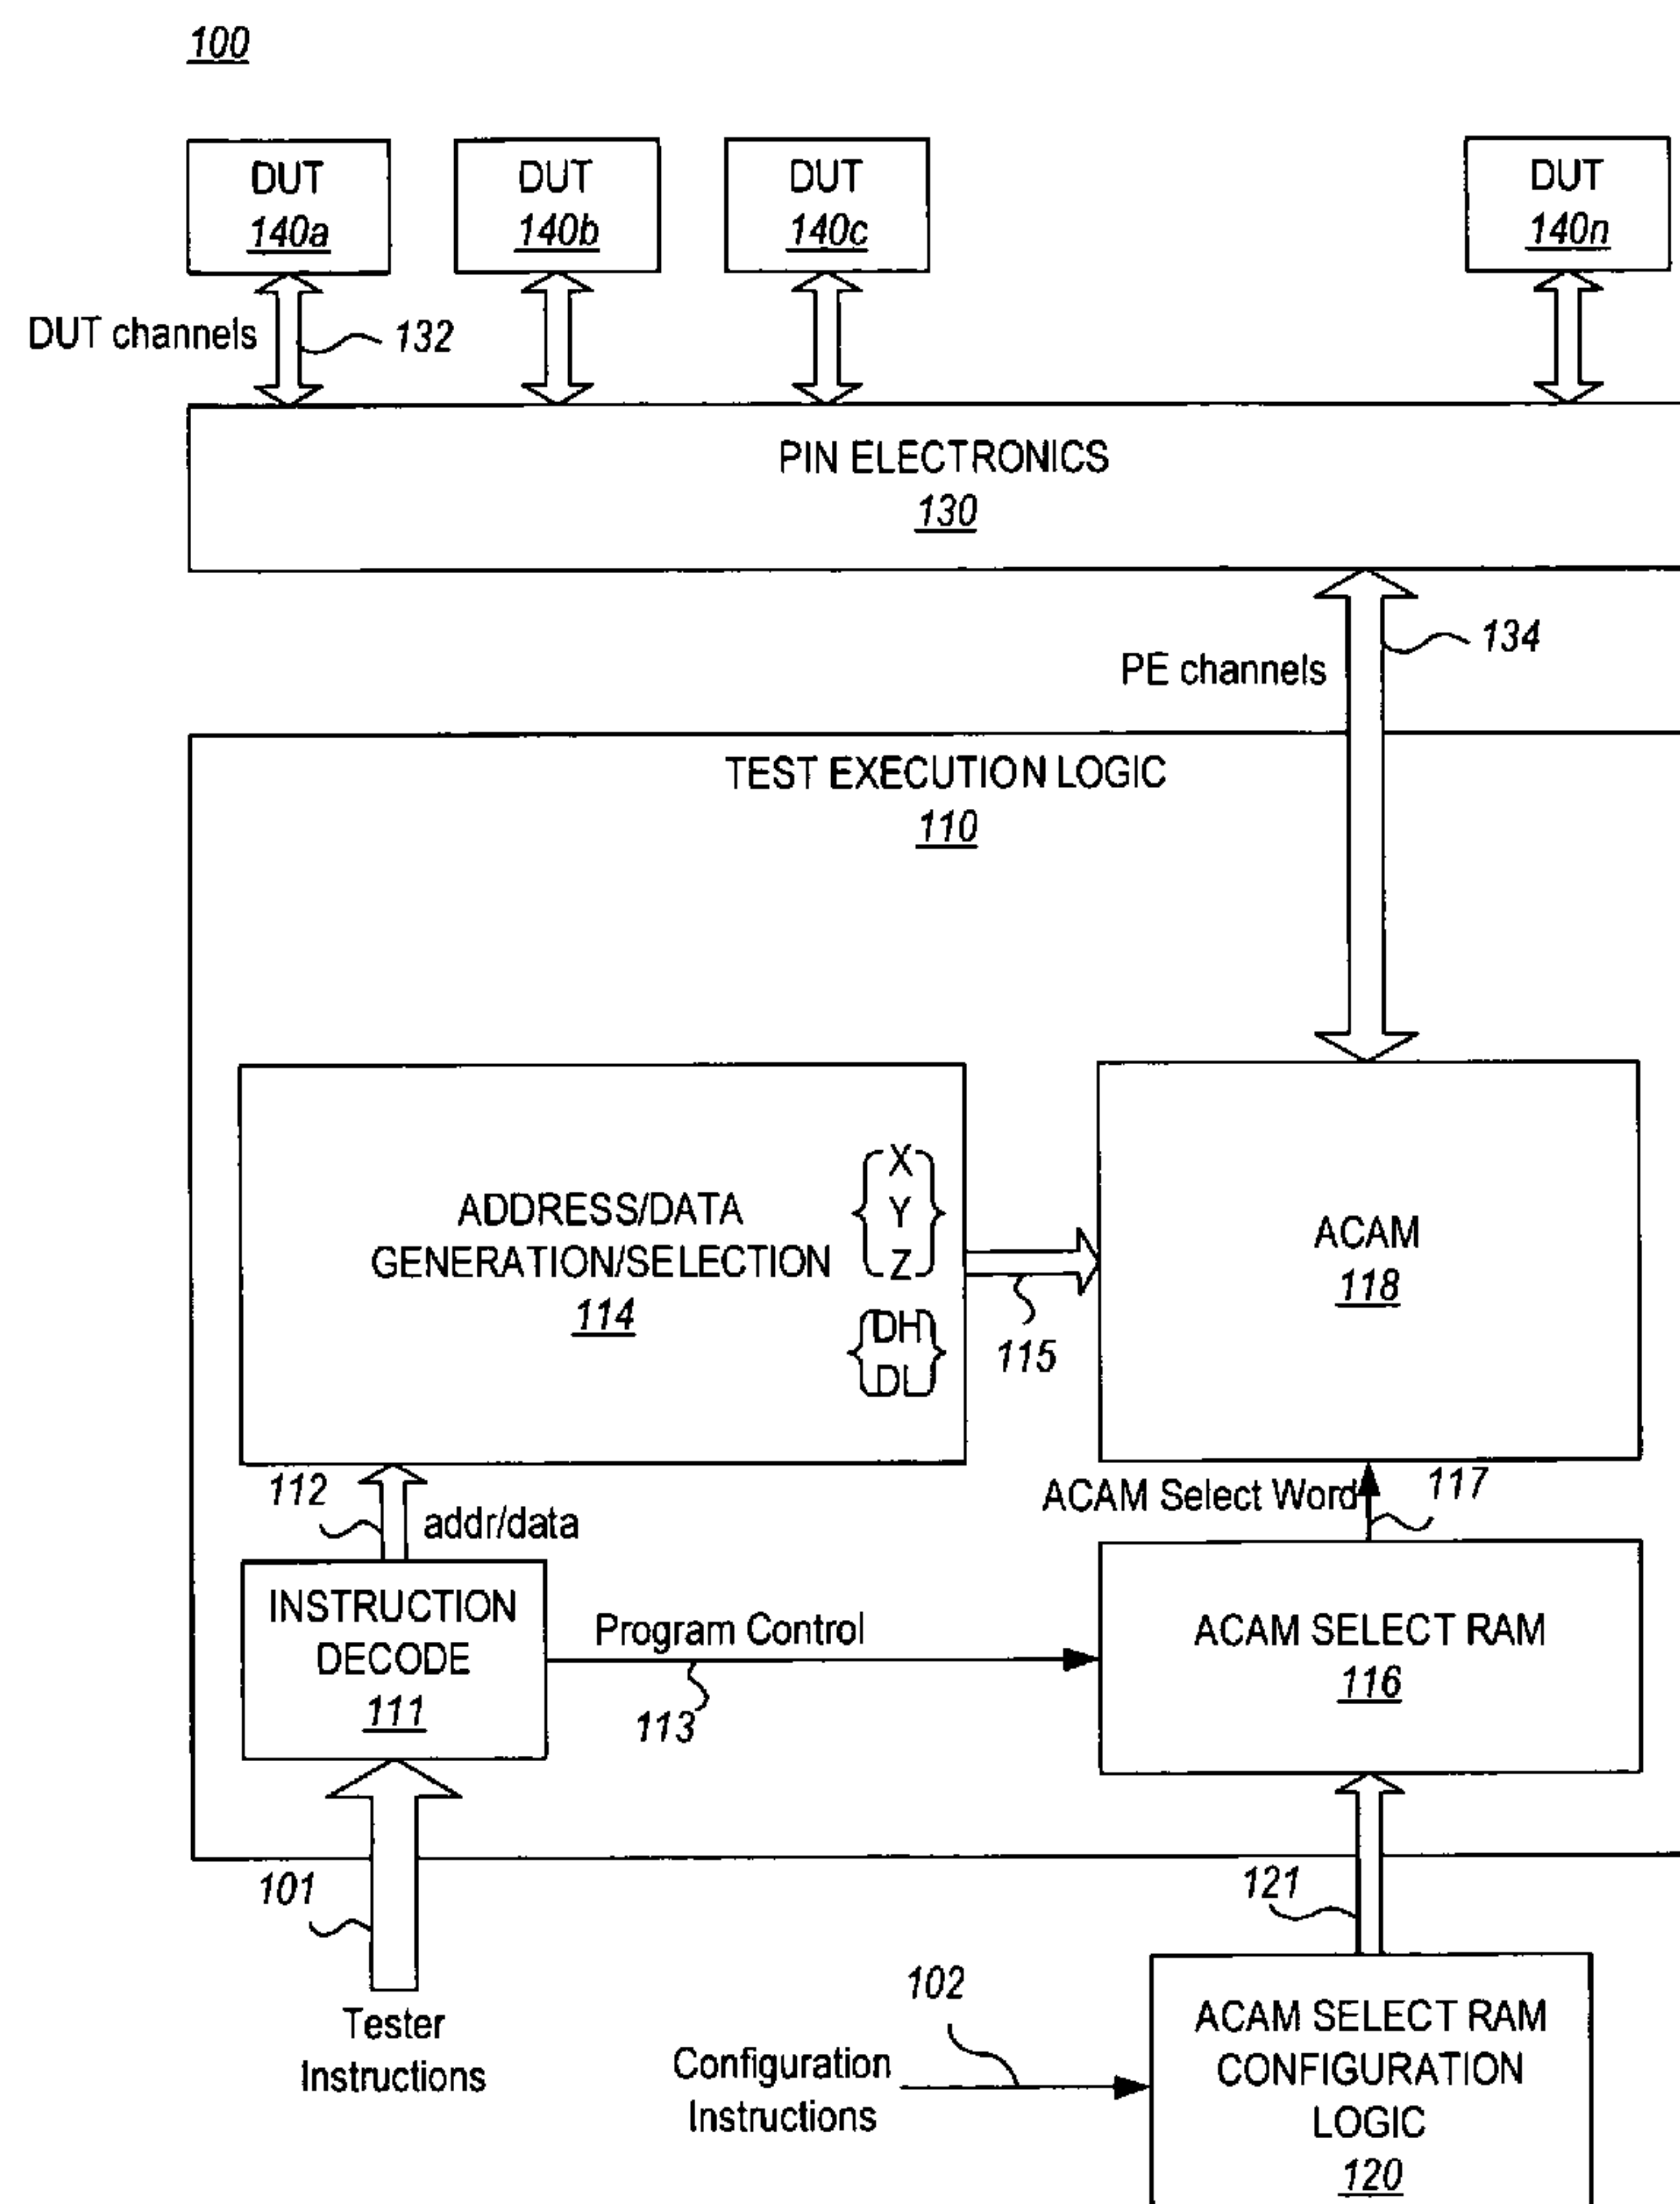 100
DUT
140a
DUT
140b
DUT
140c
DUT
140n
DUT channels
132
PIN ELECTRONICS
130
PE channels
134
TEST EXECUTION LOGIC
110
ADDRESS/DATA
GENERATION/SELECTION
114
X
Y
Z
DH
DL
115
ACAM
118
112
addr/data
ACAM Select Word
117
INSTRUCTION
DECODE
111
Program Control
113
ACAM SELECT RAM
116
101
121
Tester
Instructions
102
Configuration
Instructions
ACAM SELECT RAM
CONFIGURATION
LOGIC
120